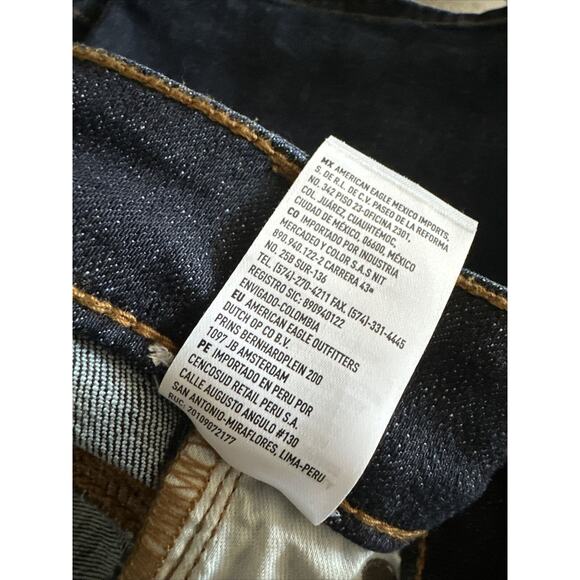 MX AMERICAN EAGLE MEXICO IMPORTS,
S. DE R.L. DE C.V. PASEO DE LA REFORMA
NO. 342 PISO 23-OFICINA 2301,
COL. JUÁREZ, CUAUHTÉMOC,
CIUDAD DE MÉXICO, 06600, MÉXICO
CO IMPORTADO POR INDUSTRIA
MERCADEO Y COLOR S.A.S NIT
890.940.122-2 CARRERA 43ª
NO. 25B SUR-136
TEL. (574)-270-4211 FAX. (574)-331-4445
REGISTRO SIC: 890940122
ENVIGADO-COLOMBIA
EU AMERICAN EAGLE OUTFITTERS
DUTCH OP CO B.V.
PRINS BERNHARDPLEIN 200
1097 JB AMSTERDAM
PE IMPORTADO EN PERU POR
CENCOSUD RETAIL PERU S.A.
CALLE AUGUSTO ANGULO #130
SAN ANTONIO-MIRAFLORES, LIMA-PERU
RUC: 20109072177